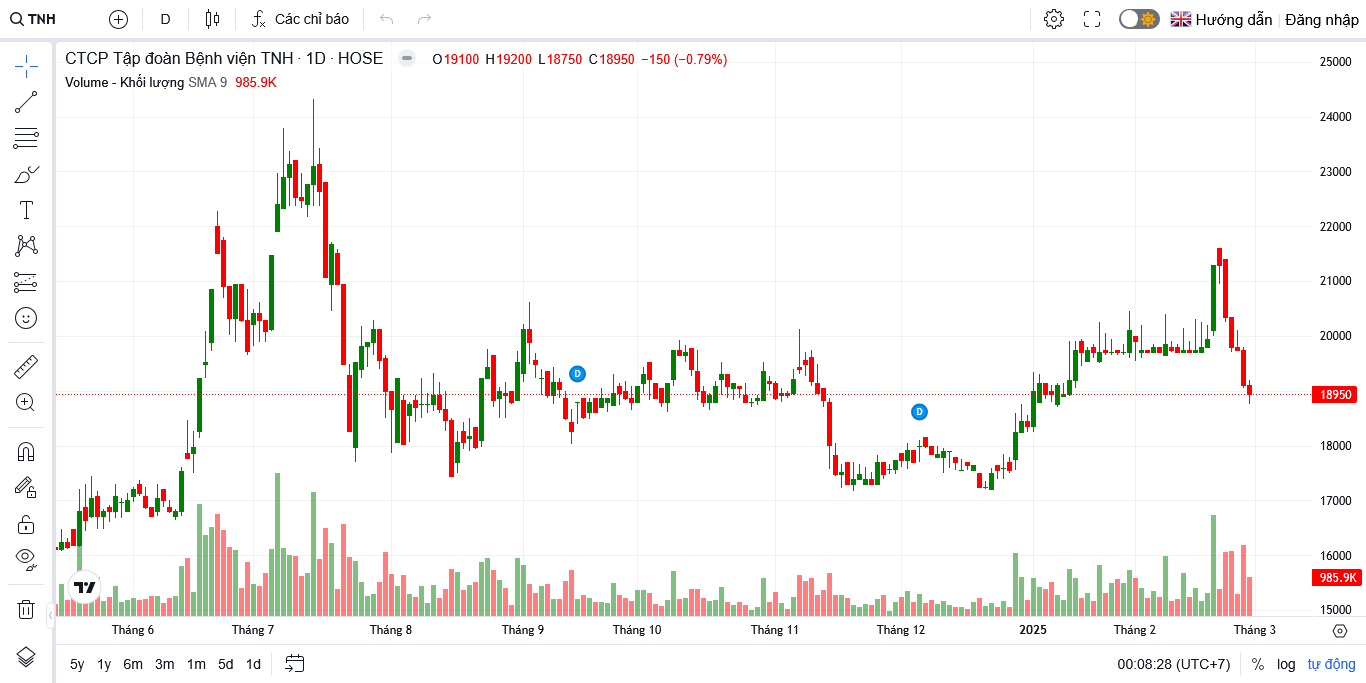 TNH D Các chỉ báo Hướng dẫn Đăng nhập
CTCP Tập đoàn Bệnh viện TNH · 1D · HOSE O19100 H19200 L18750 C18950 −150 (−0.79%)
Volume - Khối lượng SMA 9 985.9K
25000
24000
23000
22000
21000
20000
18950
18000
17000
16000
985.9K
15000
D
D
Tháng 6 Tháng 7 Tháng 8 Tháng 9 Tháng 10 Tháng 11 Tháng 12 2025 Tháng 2 Tháng 3
5y 1y 6m 3m 1m 5d 1d 00:08:28 (UTC+7) % log tự động